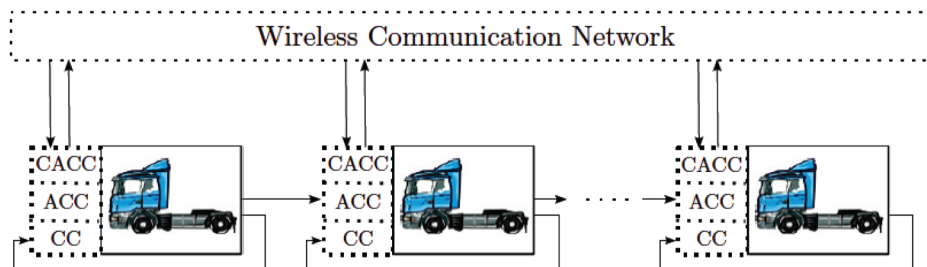 Wireless Communication Network
CACC
ACC
CC
CACC
ACC
CC
. . . .
CACC
ACC
CC